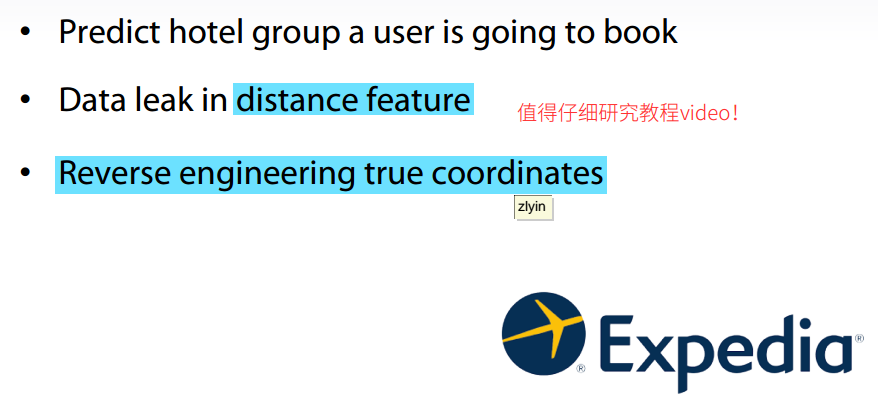 • Predict hotel group a user is going to book
• Data leak in distance feature
值得仔细研究教程video！
• Reverse engineering true coordinates
zlyin
Expedia®
®